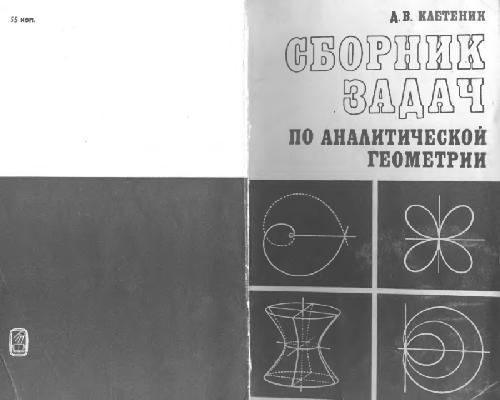 55 коп.
Д. В. КЛЕТЕНИК
СБОРНИК
ЗАДАЧ
ПО АНАЛИТИЧЕСКОЙ
ГЕОМЕТРИИ